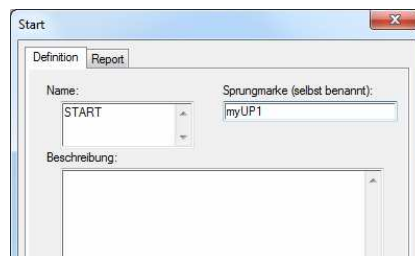 Start
Definition Report
Name: Sprungmarke (selbst benannt):
START myUP1
Beschreibung: